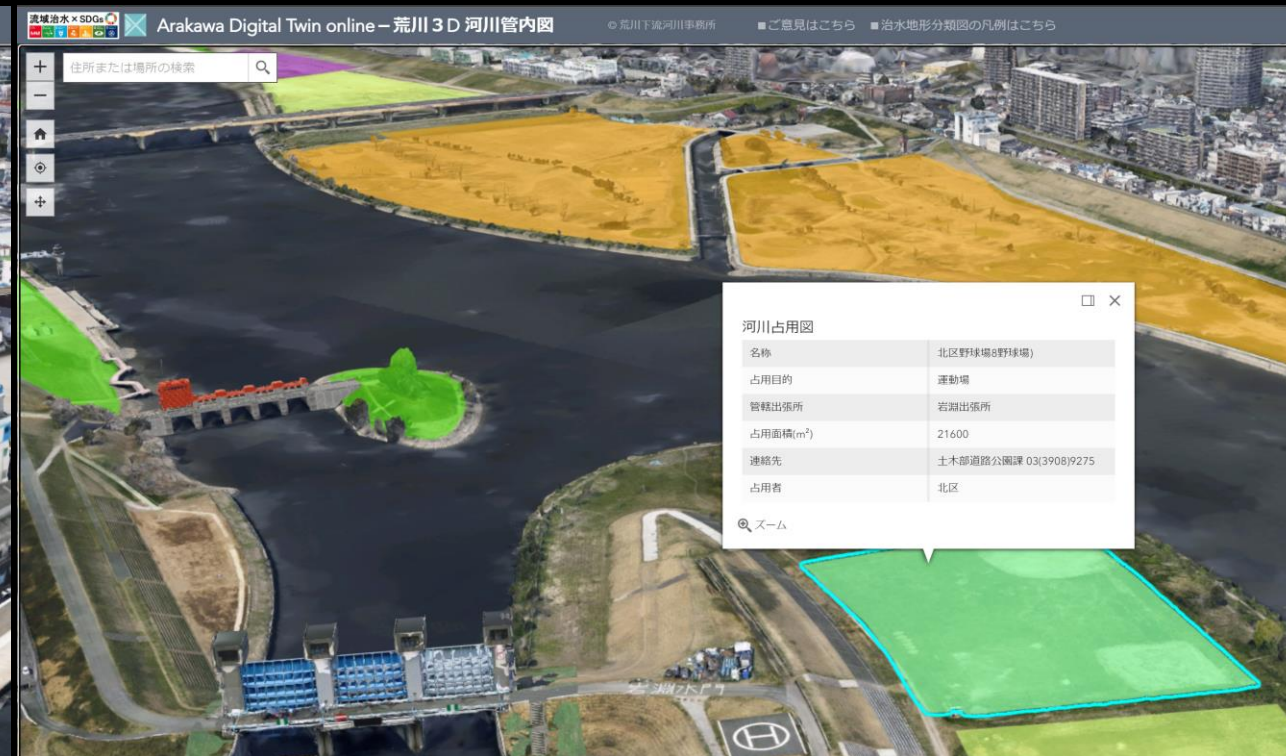 流域治水×SDGs
Arakawa Digital Twin online－荒川３D 河川管内図
© 荒川下流河川事務所
■ご意見はこちら
■治水地形分類図の凡例はこちら
住所または場所の検索
河川占用図
名称 北区野球場8野球場)
占用目的 運動場
管轄出張所 岩淵出張所
占用面積(m²) 21600
連絡先 土木部道路公園課 03(3908)9275
占用者 北区
ズーム
岩淵水門
H